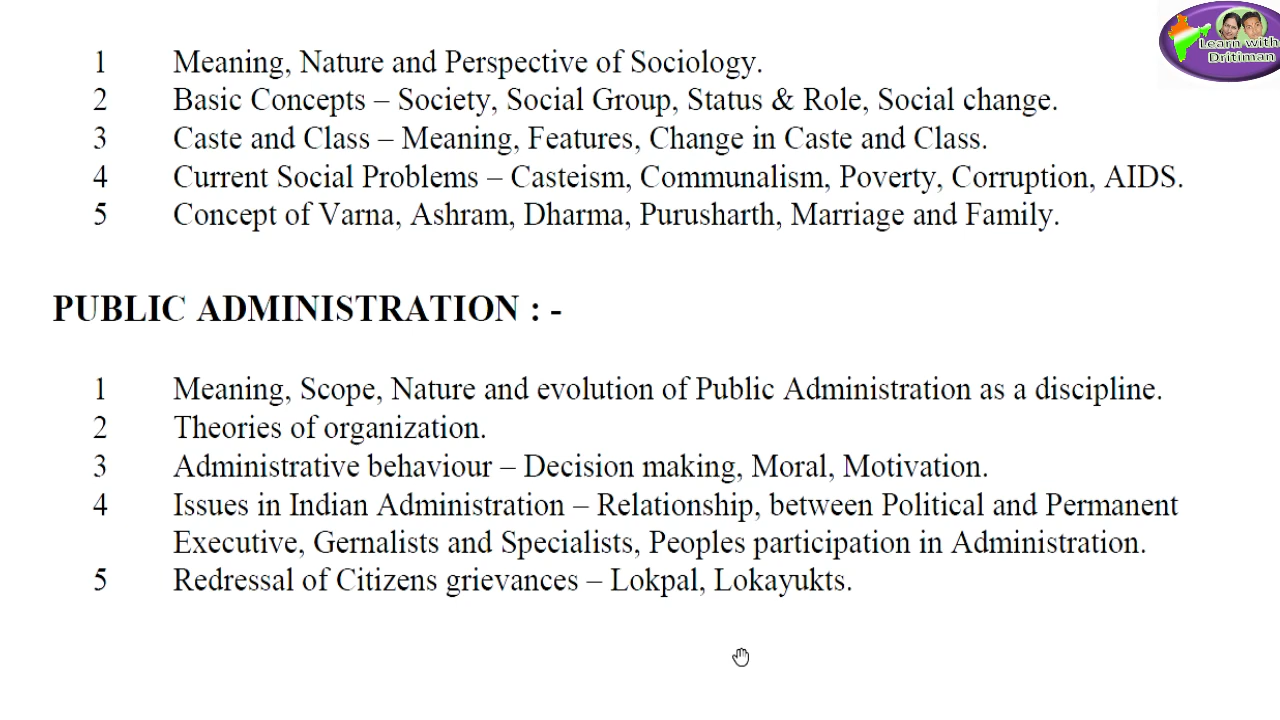 Learn with
Dritiman
1 Meaning, Nature and Perspective of Sociology.
2 Basic Concepts – Society, Social Group, Status & Role, Social change.
3 Caste and Class – Meaning, Features, Change in Caste and Class.
4 Current Social Problems – Casteism, Communalism, Poverty, Corruption, AIDS.
5 Concept of Varna, Ashram, Dharma, Purusharth, Marriage and Family.
PUBLIC ADMINISTRATION : -
1 Meaning, Scope, Nature and evolution of Public Administration as a discipline.
2 Theories of organization.
3 Administrative behaviour – Decision making, Moral, Motivation.
4 Issues in Indian Administration – Relationship, between Political and Permanent
Executive, Gernalists and Specialists, Peoples participation in Administration.
5 Redressal of Citizens grievances – Lokpal, Lokayukts.